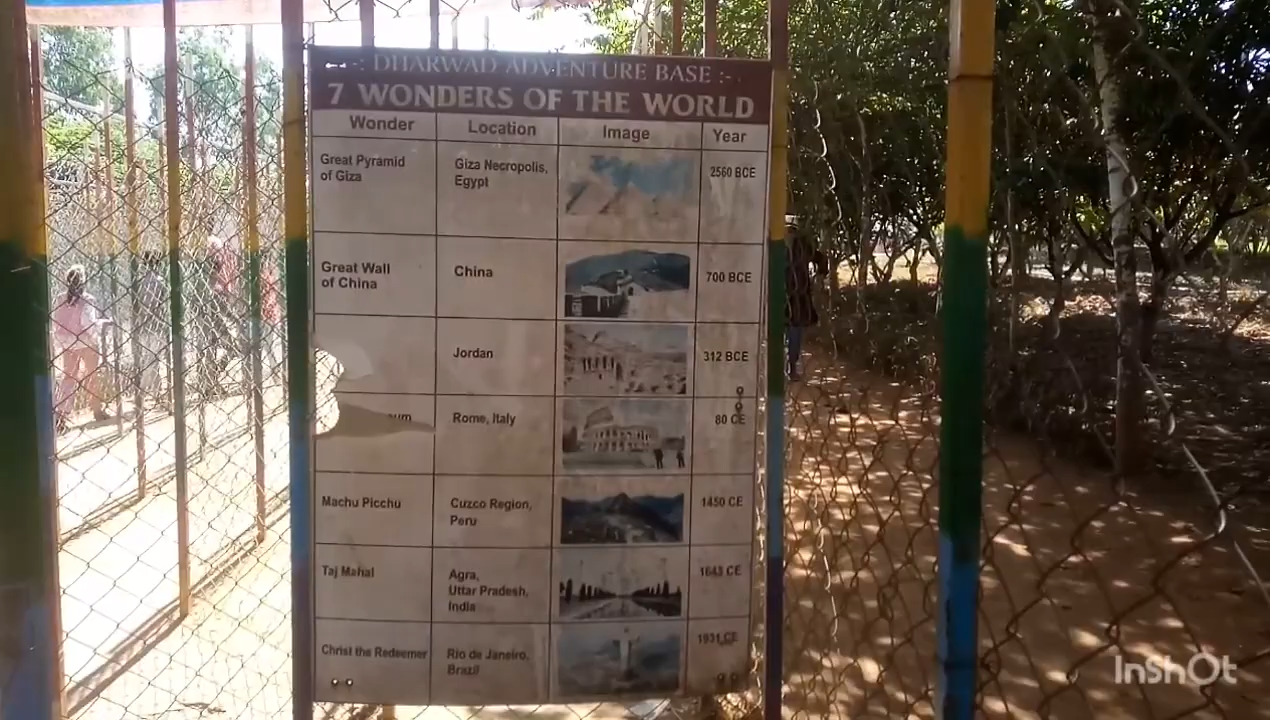 -: DHARWAD ADVENTURE BASE :-
7 WONDERS OF THE WORLD
Wonder Location Image Year
Great Pyramid
of Giza
Giza Necropolis,
Egypt
2560 BCE
Great Wall
of China
China
700 BCE
Jordan
312 BCE
Rome, Italy
80 CE
Machu Picchu
Cuzco Region,
Peru
1450 CE
Taj Mahal
Agra,
Uttar Pradesh,
India
1643 CE
Christ the Redeemer
Rio de Janeiro,
Brazil
1931 CE
InShOt